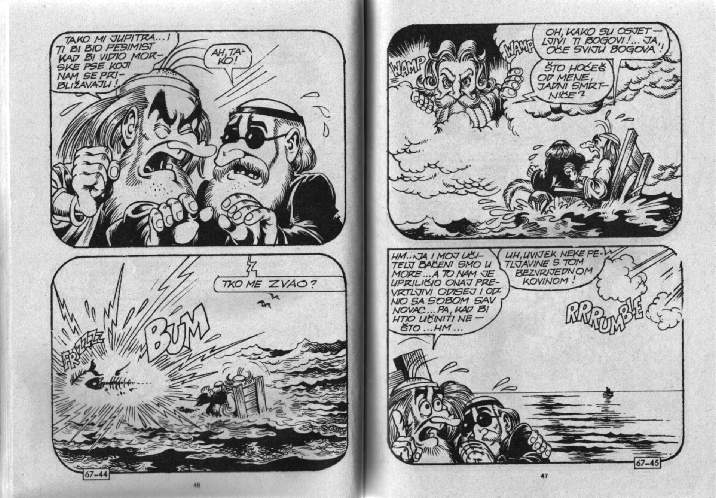 TAKO MI JUPITRA...!
TI BI BIO PESIMIST
KAD BI VIDIO MOR-
SKE PSE KOJI
NAM SE PRI-
BLIŽAVAJU!
AH, TA-
KO!
TKO ME ZVAO?
FRZZZZ
BUM
67-44
46
WAMP
WAMP
OH, KAKO SU OSJET-
LJIVI TI BOGOVI!... JA
OČE SVIJU BOGOVA!
ŠTO HOĆEŠ
OD MENE,
JADNI SMRT-
NIČE?
HM...JA I MOJ UČI-
TELJ BAČENI SMO U
MORE...A TO NAM JE
UPRILIČIO ONAJ PRE-
VRTLJIVI ODISEJ I OD-
NIO SA SOBOM SAV
NOVAC...PA, KAD BI
HTIO UČINITI NE-
ŠTO...HM...
UH, UVIJEK NEKE PE-
TLJAVINE S TOM
BEZVRIJEDNOM
KOVINOM!
RRRUMBLE
67-45
47